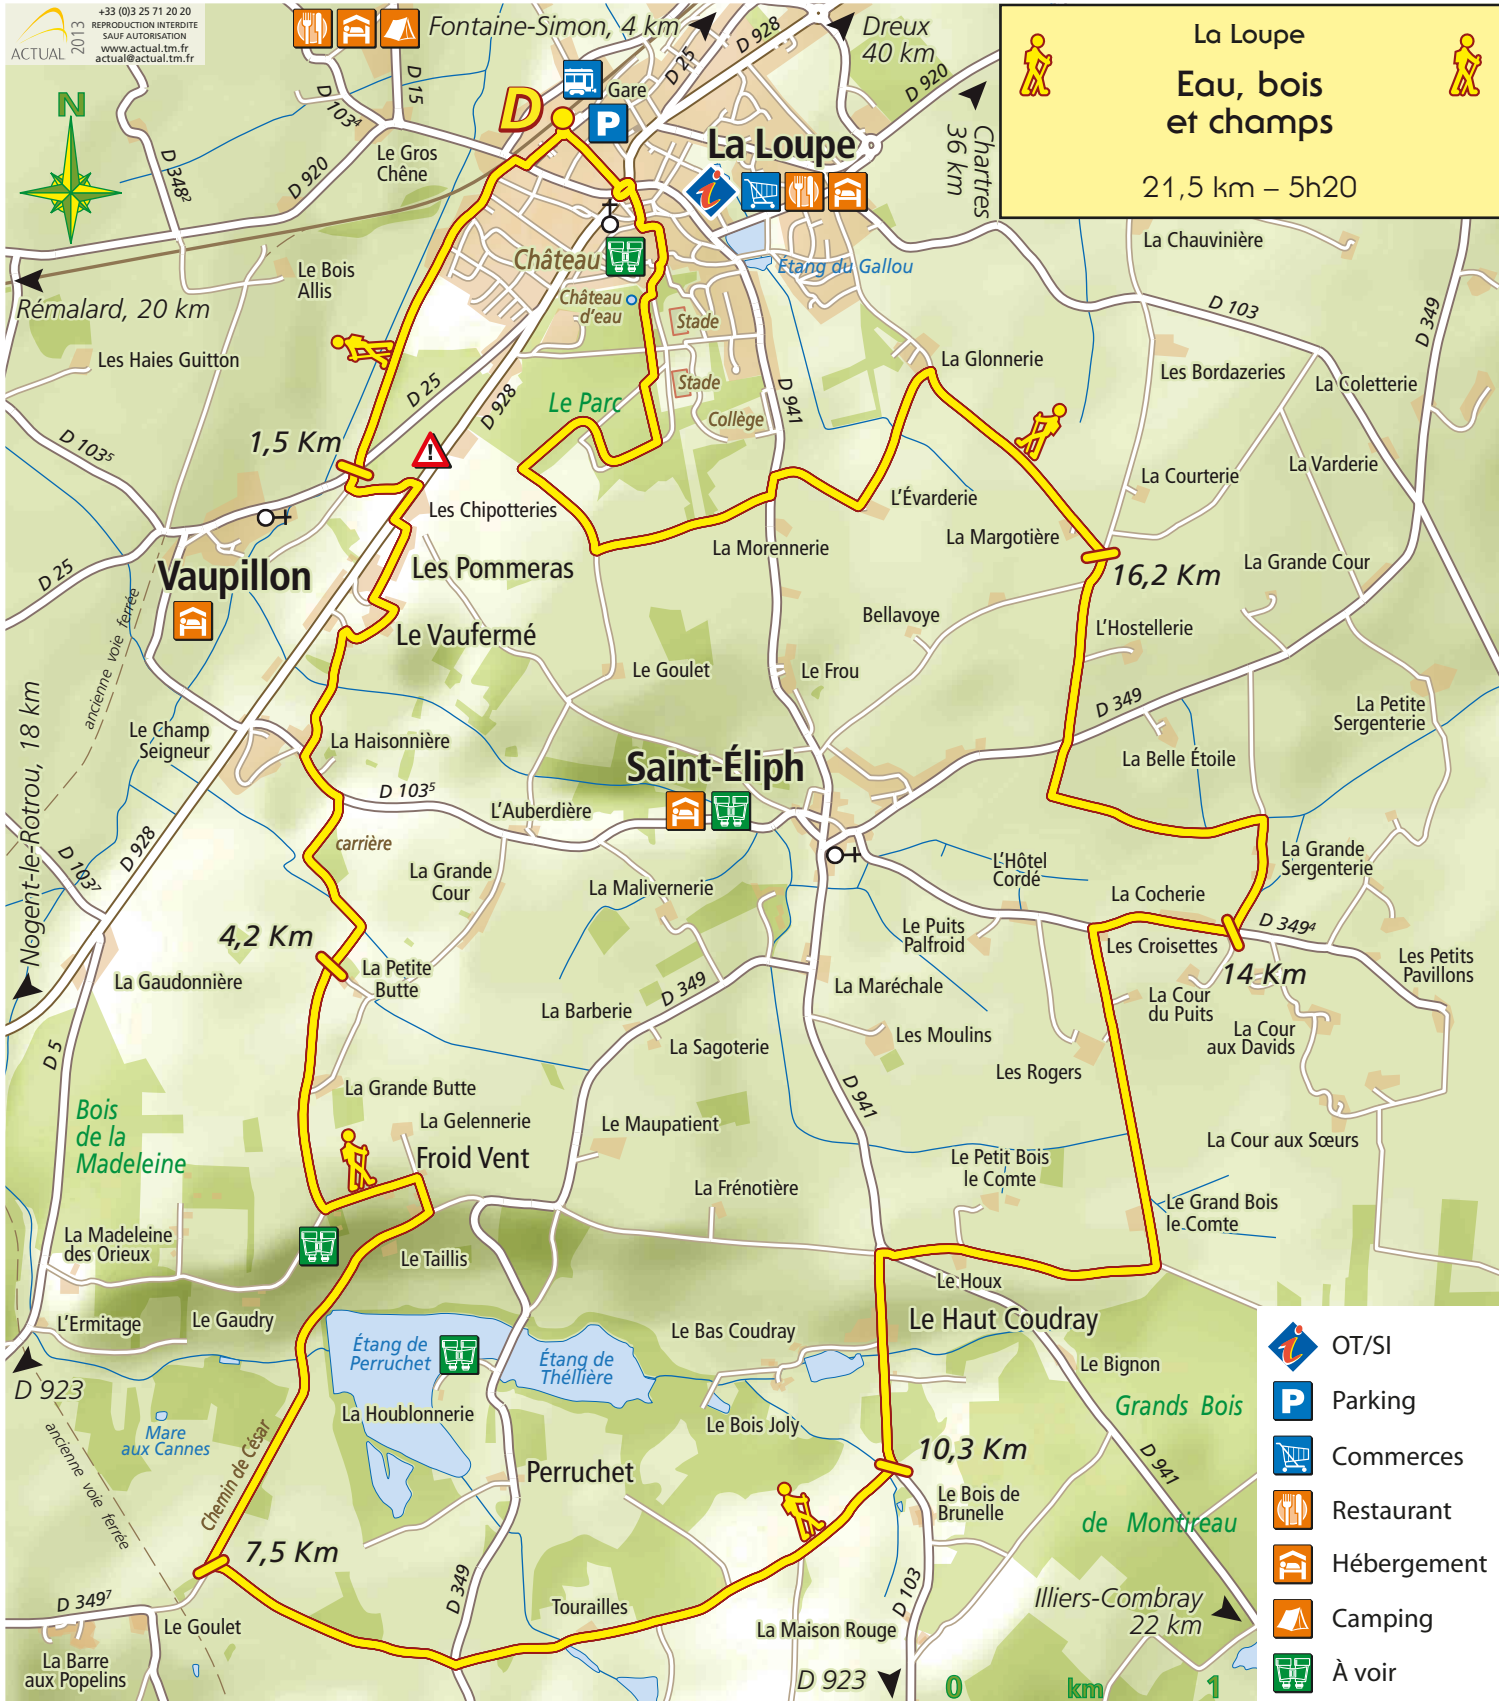 +33 (0)3 25 71 20 20
REPRODUCTION INTERDITE
SAUF AUTORISATION
www.actual.tm.fr
actual@actual.tm.fr
ACTUAL
2013
Fontaine-Simon, 4 km
Dreux
40 km
D 928
D 25
D 920
Chartres
36 km
La Loupe
Eau, bois
et champs
21,5 km – 5h20
N
D 15
D 103⁴
D 348²
D 920
Le Gros
Chêne
D
Gare
P
La Loupe
i
Château
Château
d'eau
Étang du Gallou
Stade
Stade
Collège
La Chauvinière
D 103
D 349
Rémalard, 20 km
Le Bois
Allis
Les Haies Guitton
D 25
D 928
Le Parc
D 941
La Glonnerie
Les Bordazeries
La Coletterie
D 103⁵
1,5 Km
!
Les Chipotteries
L'Évarderie
La Courterie
La Varderie
La Morennerie
La Margotière
16,2 Km
La Grande Cour
D 25
Vaupillon
Les Pommeras
ancienne voie ferrée
Le Vaufermé
Bellavoye
L'Hostellerie
Le Goulet
Le Frou
D 349
La Petite
Sergenterie
Nogent-le-Rotrou, 18 km
Le Champ
Seigneur
La Haisonnière
La Belle Étoile
Saint-Éliph
D 103⁵
L'Auberdière
D 928
D 103⁷
carrière
La Grande
Cour
La Malivernerie
L'Hôtel
Cordé
La Grande
Sergenterie
La Cocherie
Le Puits
Palfroid
Les Croisettes
D 349⁴
4,2 Km
La Petite
Butte
La Gaudonnière
14 Km
Les Petits
Pavillons
La Maréchale
D 349
La Barberie
La Cour
du Puits
La Cour
aux Davids
Les Moulins
La Sagoterie
D 5
Les Rogers
La Grande Butte
D 941
Bois
de la
Madeleine
La Gelennerie
Le Maupatient
Froid Vent
La Cour aux Sœurs
Le Petit Bois
le Comte
La Frénotière
Le Grand Bois
le Comte
La Madeleine
des Orieux
Le Taillis
Le Houx
L'Ermitage
Le Gaudry
Le Haut Coudray
Étang de
Perruchet
Étang de
Théllière
Le Bas Coudray
Le Bignon
D 923
La Houblonnerie
Grands Bois
Mare
aux Cannes
Chemin de César
Le Bois Joly
10,3 Km
D 941
ancienne voie ferrée
Perruchet
Le Bois de
Brunelle
de Montireau
7,5 Km
D 349
D 103
D 349⁷
Tourailles
Illiers-Combray
22 km
Le Goulet
La Maison Rouge
La Barre
aux Popelins
D 923
0 km 1
i OT/SI
P Parking
Commerces
Restaurant
Hébergement
Camping
À voir